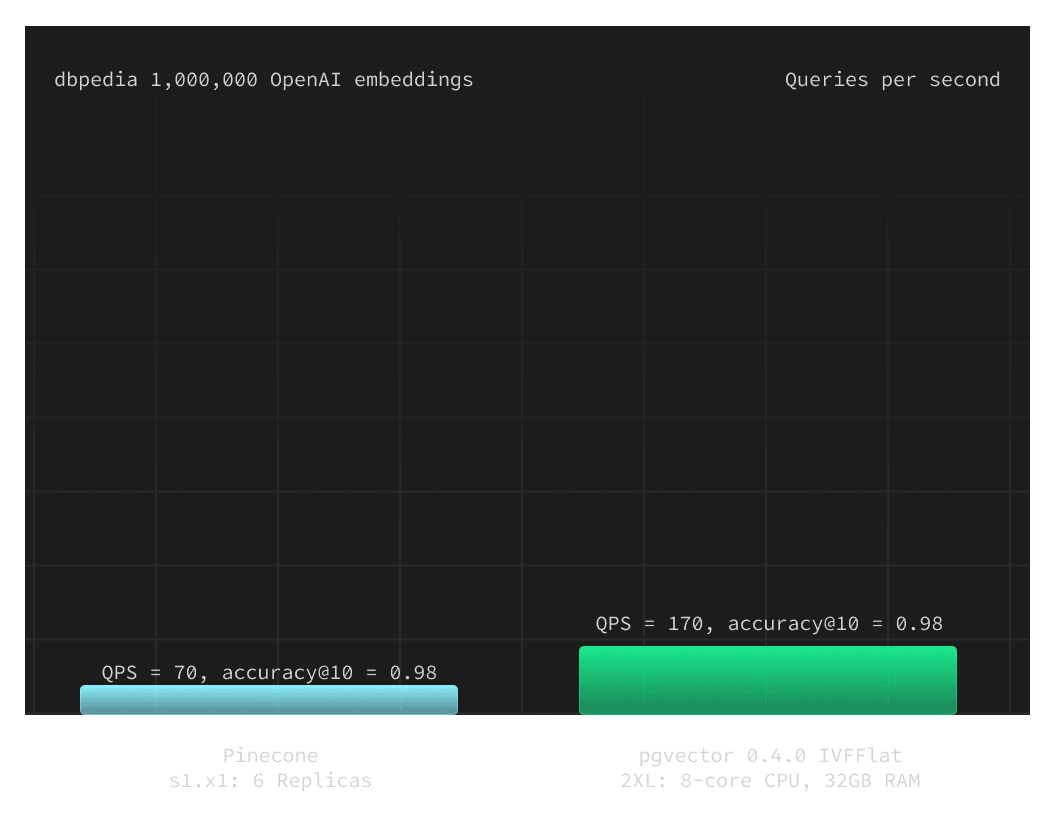 dbpedia 1,000,000 OpenAI embeddings
Queries per second
QPS = 70, accuracy@10 = 0.98
QPS = 170, accuracy@10 = 0.98
Pinecone
s1.x1: 6 Replicas
pgvector 0.4.0 IVFFlat
2XL: 8-core CPU, 32GB RAM